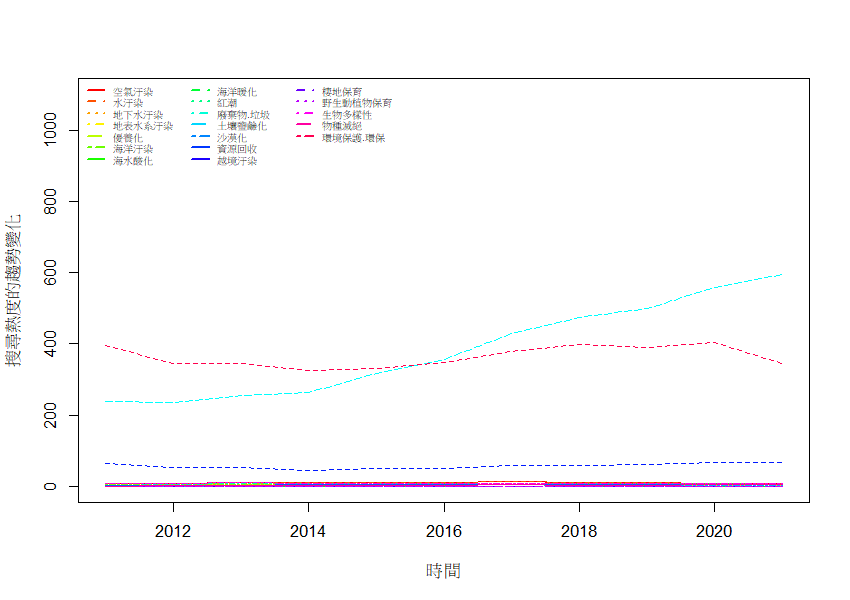 空氣汙染
水汙染
地下水汙染
地表水系汙染
優養化
海洋汙染
海水酸化
海洋暖化
紅潮
廢棄物.垃圾
土壤鹽鹼化
沙漠化
資源回收
越境汙染
棲地保育
野生動植物保育
生物多樣性
物種滅絕
環境保護.環保
搜尋熱度的趨勢變化
1000
800
600
400
200
0
2012
2014
2016
2018
2020
時間